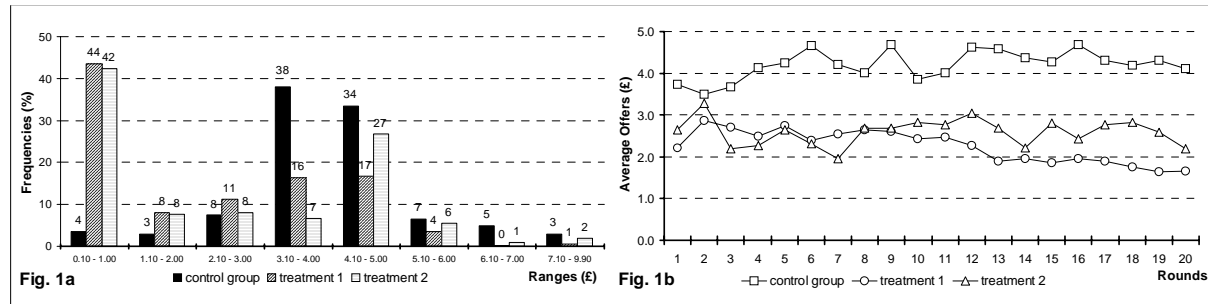 50
40
30
20
10
0
Frequencies (%)
4 44 42
3 8 8
8 11 8
38 16 7
34 17 27
7 4 6
5 0 1
3 1 2
0.10 - 1.00 1.10 - 2.00 2.10 - 3.00 3.10 - 4.00 4.10 - 5.00 5.10 - 6.00 6.10 - 7.00 7.10 - 9.90
Fig. 1a control group treatment 1 treatment 2 Ranges (£)
5.0
4.0
3.0
2.0
1.0
0.0
Average Offers (£)
1 2 3 4 5 6 7 8 9 10 11 12 13 14 15 16 17 18 19 20
Fig. 1b control group treatment 1 treatment 2 Rounds